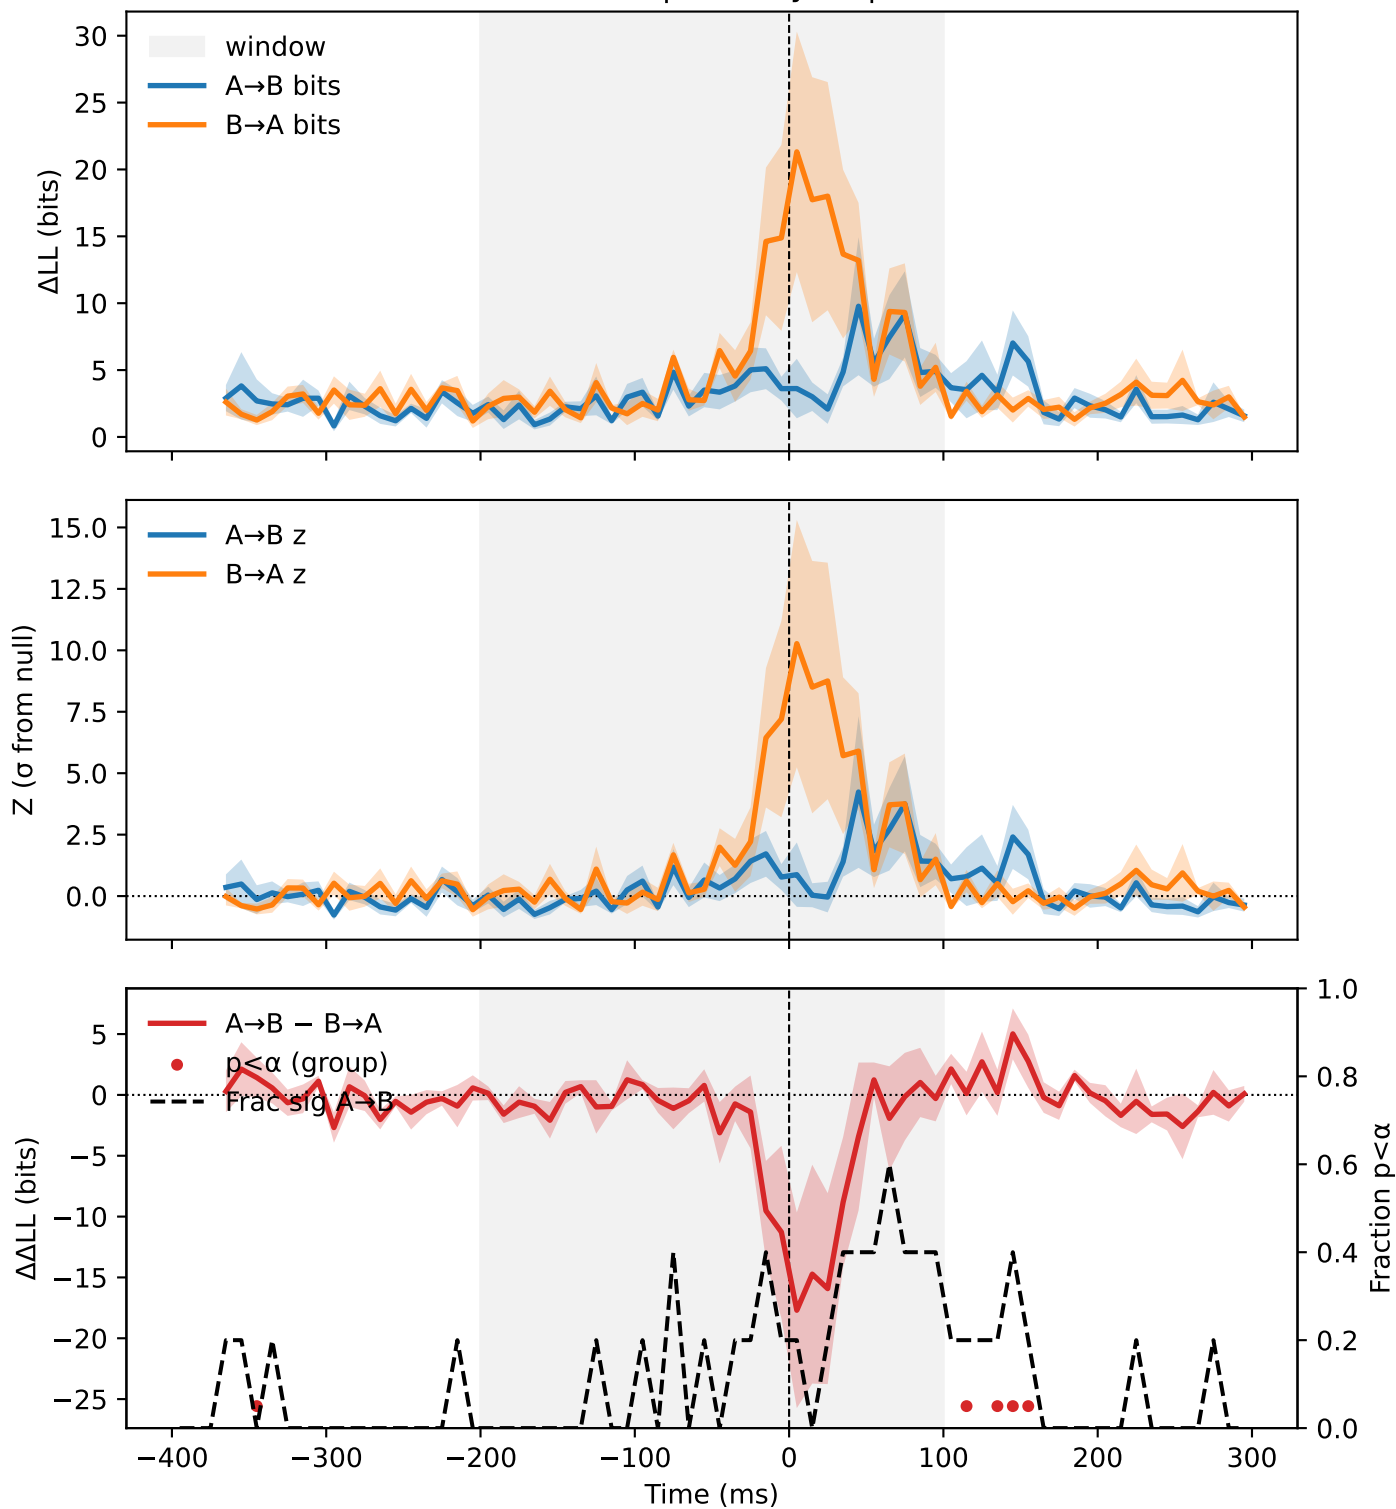 30
25
20
15
10
5
0
ΔLL (bits)
window
A→B bits
B→A bits
15.0
12.5
10.0
7.5
5.0
2.5
0.0
Z (σ from null)
A→B z
B→A z
5
0
−5
−10
−15
−20
−25
ΔΔLL (bits)
A→B − B→A
p<α (group)
Frac sig A→B
1.0
0.8
0.6
0.4
0.2
0.0
Fraction p<α
−400
−300
−200
−100
0
100
200
300
Time (ms)